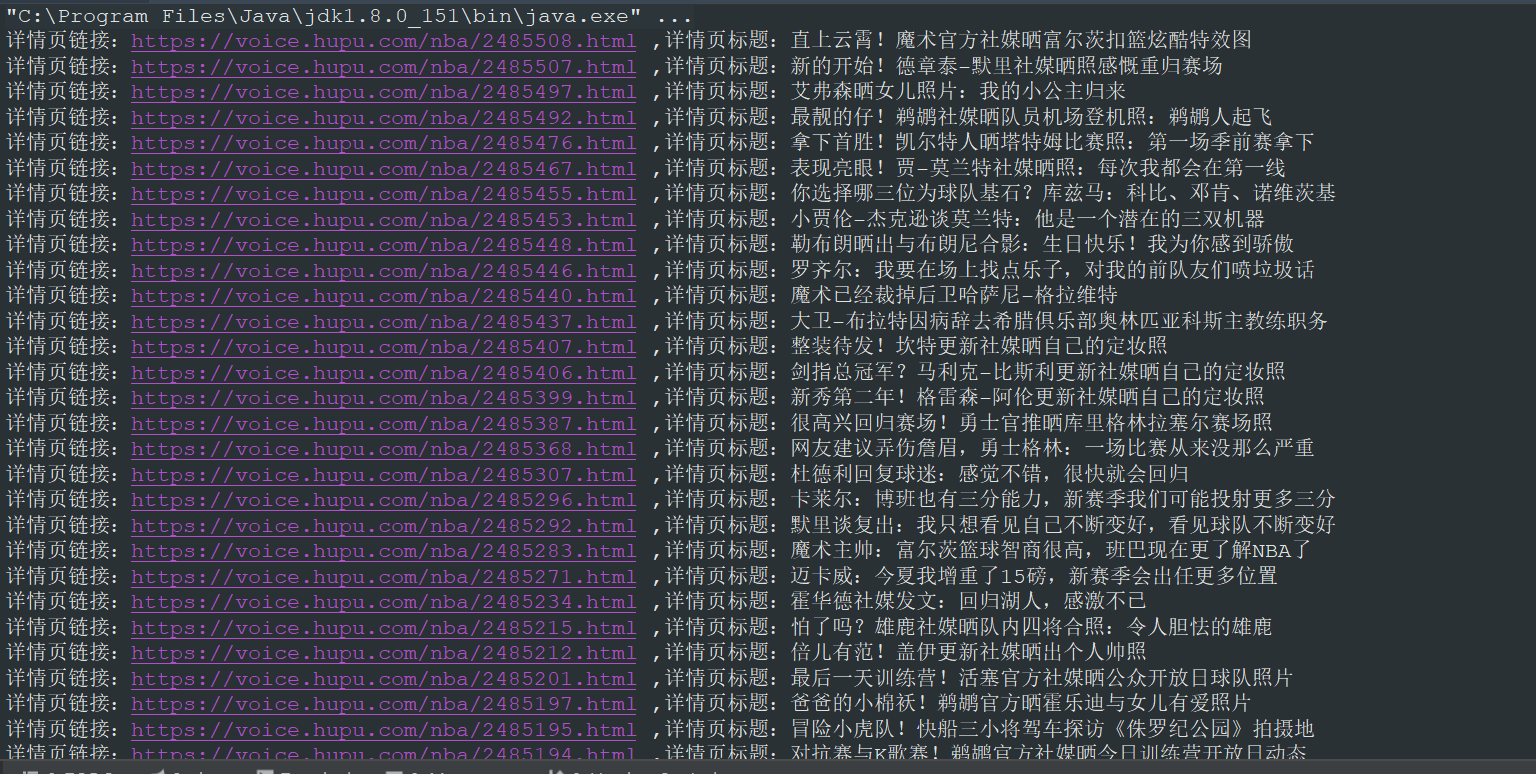 "C:\Program Files\Java\jdk1.8.0_151\bin\java.exe" ...
详情页链接：https://voice.hupu.com/nba/2485508.html ,详情页标题：直上云霄！魔术官方社媒晒富尔茨扣篮炫酷特效图
详情页链接：https://voice.hupu.com/nba/2485507.html ,详情页标题：新的开始！德章泰-默里社媒晒照感慨重归赛场
详情页链接：https://voice.hupu.com/nba/2485497.html ,详情页标题：艾弗森晒女儿照片：我的小公主归来
详情页链接：https://voice.hupu.com/nba/2485492.html ,详情页标题：最靓的仔！鹈鹕社媒晒队员机场登机照：鹈鹕人起飞
详情页链接：https://voice.hupu.com/nba/2485476.html ,详情页标题：拿下首胜！凯尔特人晒塔特姆比赛照：第一场季前赛拿下
详情页链接：https://voice.hupu.com/nba/2485467.html ,详情页标题：表现亮眼！贾-莫兰特社媒晒照：每次我都会在第一线
详情页链接：https://voice.hupu.com/nba/2485455.html ,详情页标题：你选择哪三位为球队基石？库兹马：科比、邓肯、诺维茨基
详情页链接：https://voice.hupu.com/nba/2485453.html ,详情页标题：小贾伦-杰克逊谈莫兰特：他是一个潜在的三双机器
详情页链接：https://voice.hupu.com/nba/2485448.html ,详情页标题：勒布朗晒出与布朗尼合影：生日快乐！我为你感到骄傲
详情页链接：https://voice.hupu.com/nba/2485446.html ,详情页标题：罗齐尔：我要在场上找点乐子，对我的前队友们喷垃圾话
详情页链接：https://voice.hupu.com/nba/2485440.html ,详情页标题：魔术已经裁掉后卫哈萨尼-格拉维特
详情页链接：https://voice.hupu.com/nba/2485437.html ,详情页标题：大卫-布拉特因病辞去希腊俱乐部奥林匹亚科斯主教练职务
详情页链接：https://voice.hupu.com/nba/2485407.html ,详情页标题：整装待发！坎特更新社媒晒自己的定妆照
详情页链接：https://voice.hupu.com/nba/2485406.html ,详情页标题：剑指总冠军？马利克-比斯利更新社媒晒自己的定妆照
详情页链接：https://voice.hupu.com/nba/2485399.html ,详情页标题：新秀第二年！格雷森-阿伦更新社媒晒自己的定妆照
详情页链接：https://voice.hupu.com/nba/2485387.html ,详情页标题：很高兴回归赛场！勇士官推晒库里格林拉塞尔赛场照
详情页链接：https://voice.hupu.com/nba/2485368.html ,详情页标题：网友建议弄伤詹眉，勇士格林：一场比赛从来没那么严重
详情页链接：https://voice.hupu.com/nba/2485307.html ,详情页标题：杜德利回复球迷：感觉不错，很快就会回归
详情页链接：https://voice.hupu.com/nba/2485296.html ,详情页标题：卡莱尔：博班也有三分能力，新赛季我们可能投射更多三分
详情页链接：https://voice.hupu.com/nba/2485292.html ,详情页标题：默里谈复出：我只想看见自己不断变好，看见球队不断变好
详情页链接：https://voice.hupu.com/nba/2485283.html ,详情页标题：魔术主帅：富尔茨篮球智商很高，班巴现在更了解NBA了
详情页链接：https://voice.hupu.com/nba/2485271.html ,详情页标题：迈卡威：今夏我增重了15磅，新赛季会出任更多位置
详情页链接：https://voice.hupu.com/nba/2485234.html ,详情页标题：霍华德社媒发文：回归湖人，感激不已
详情页链接：https://voice.hupu.com/nba/2485215.html ,详情页标题：怕了吗？雄鹿社媒晒队内四将合照：令人胆怯的雄鹿
详情页链接：https://voice.hupu.com/nba/2485212.html ,详情页标题：倍儿有范！盖伊更新社媒晒出个人帅照
详情页链接：https://voice.hupu.com/nba/2485201.html ,详情页标题：最后一天训练营！活塞官方社媒晒公众开放日球队照片
详情页链接：https://voice.hupu.com/nba/2485197.html ,详情页标题：爸爸的小棉袄！鹈鹕官方晒霍乐迪与女儿有爱照片
详情页链接：https://voice.hupu.com/nba/2485195.html ,详情页标题：冒险小虎队！快船三小将驾车探访《侏罗纪公园》拍摄地
详情页链接：https://voice.hupu.com/nba/2485194.html ,详情页标题：对抗赛与K歌赛！鹈鹕官方社媒晒今日训练营开放日动态